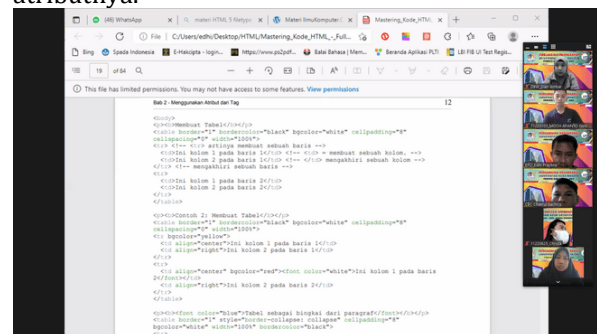 atributnya.
(46) WhatsApp
materi HTML 5 Netypo
Materi IlmuKomputer.C
Mastering_Kode_HTML
File | C:/Users/edhi/Desktop/HTML/Mastering_Kode_HTML_-_Full...
Bing
Spada Indonesia
E-Hakcipta - login...
https://www.ps2pdf...
Balai Bahasa | Mem...
Beranda Aplikasi PLTI
LBI FIB UI Test Regis...
19 of 84
This file has limited permissions. You may not have access to some features. View permissions
Bab 2 - Menggunakan Atribut dan Tag 12
<body>
<p><b>Membuat Tabel</b></p>
<table border="1" bordercolor="black" bgcolor="white" cellpadding="8"
cellspacing="0" width="100%">
<tr> <!-- <tr> artinya membuat sebuah baris -->
<td>Ini kolom 1 pada baris 1</td> <!-- <td> = membuat sebuah kolom. -->
<td>Ini kolom 2 pada baris 1</td> <!-- </td> mengakhiri sebuah kolom -->
</tr> <!-- mengakhiri sebuah baris -->
<tr>
<td>Ini kolom 1 pada baris 2</td>
<td>Ini kolom 2 pada baris 2</td>
</tr>
</table>
<p><b>Contoh 2: Membuat Tabel</b></p>
<table border="1" bordercolor="black" bgcolor="white" cellpadding="8"
cellspacing="0" width="100%">
<tr bgcolor="yellow">
<td align="center">Ini kolom 1 pada baris 1</td>
<td align="right">Ini kolom 2 pada baris 1</td>
</tr>
<tr>
<td align="center" bgcolor="red"><font color="white">Ini kolom 1 pada baris
2</font></td>
<td align="right">Ini kolom 2 pada baris 2</td>
</tr>
</table>
<p><b><font color="blue">Tabel sebagai bingkai dari paragraf</font></b></p>
<table border="1" style="border-collapse: collapse" cellpadding="8"
bgcolor="white" width="100%" bordercolor="black">